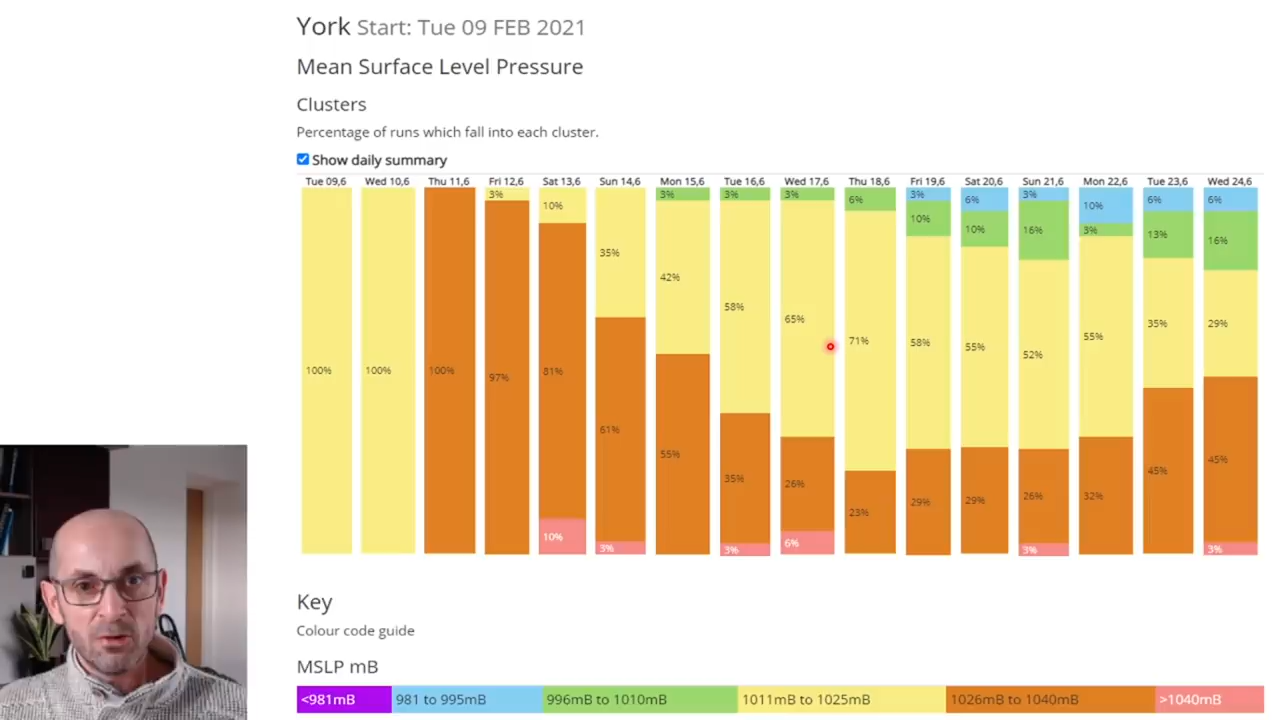 York Start: Tue 09 FEB 2021
Mean Surface Level Pressure
Clusters
Percentage of runs which fall into each cluster.
Show daily summary
Tue 09,6 Wed 10,6 Thu 11,6 Fri 12,6 Sat 13,6 Sun 14,6 Mon 15,6 Tue 16,6 Wed 17,6 Thu 18,6 Fri 19,6 Sat 20,6 Sun 21,6 Mon 22,6 Tue 23,6 Wed 24,6
3% 3% 3% 3% 3% 3%
10% 6% 6% 10% 6% 6%
10% 10% 16% 3% 13% 16%
35% 42% 58% 65% 71% 58% 55% 52% 55% 35% 29%
100% 100% 100% 97% 81%
61% 55% 35% 26% 23% 29% 29% 26% 32% 45% 45%
10% 3% 3% 6% 3% 3%
Key
Colour code guide
MSLP mB
<981mB 981 to 995mB 996mB to 1010mB 1011mB to 1025mB 1026mB to 1040mB >1040mB